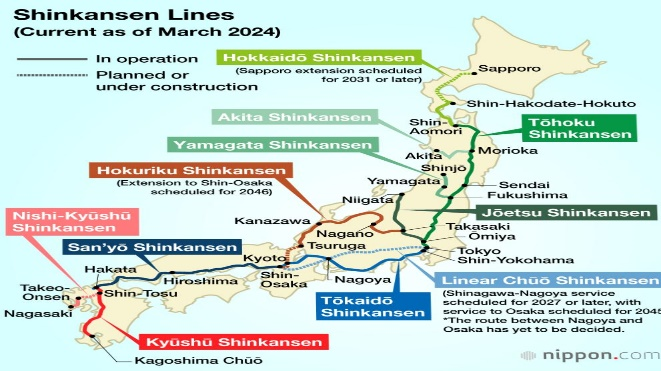 Shinkansen Lines
(Current as of March 2024)
In operation
Planned or
under construction
Hokkaidō Shinkansen
(Sapporo extension scheduled
for 2031 or later)
Sapporo
Shin-Hakodate-Hokuto
Akita Shinkansen
Shin-
Aomori
Tōhoku
Shinkansen
Yamagata Shinkansen
Akita
Morioka
Shinjō
Hokuriku Shinkansen
(Extension to Shin-Osaka
scheduled for 2046)
Yamagata
Sendai
Niigata
Fukushima
Nishi-Kyūshū
Shinkansen
Kanazawa
Jōetsu Shinkansen
Nagano
Takasaki
San'yō Shinkansen
Tsuruga
Ōmiya
Kyoto
Tokyo
Shin-Yokohama
Hakata
Hiroshima
Shin-
Osaka
Nagoya
Linear Chūō Shinkansen
(Shinagawa-Nagoya service
scheduled for 2027 or later, with
service to Osaka scheduled for 2045
*The route between Nagoya and
Osaka has yet to be decided.
Takeo-
Onsen
Shin-Tosu
Tōkaidō
Shinkansen
Nagasaki
Kyūshū Shinkansen
Kagoshima Chūō
nippon.com